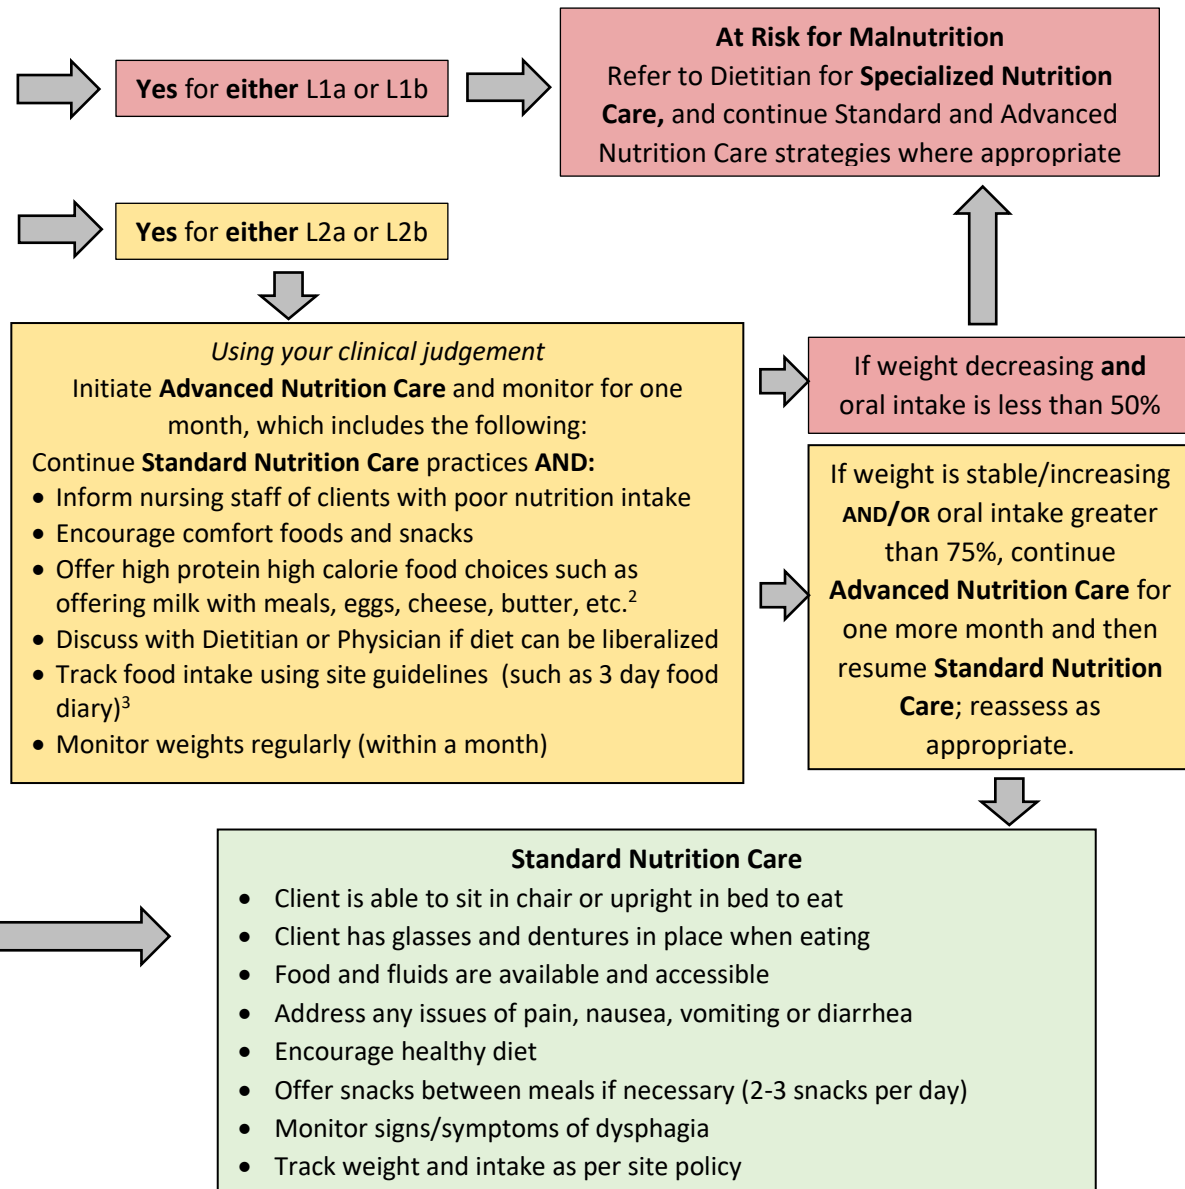 Yes for either L1a or L1b
At Risk for Malnutrition
Refer to Dietitian for Specialized Nutrition
Care, and continue Standard and Advanced
Nutrition Care strategies where appropriate
Yes for either L2a or L2b
Using your clinical judgement
Initiate Advanced Nutrition Care and monitor for one
month, which includes the following:
Continue Standard Nutrition Care practices AND:
• Inform nursing staff of clients with poor nutrition intake
• Encourage comfort foods and snacks
• Offer high protein high calorie food choices such as
offering milk with meals, eggs, cheese, butter, etc.²
• Discuss with Dietitian or Physician if diet can be liberalized
• Track food intake using site guidelines (such as 3 day food
diary)³
• Monitor weights regularly (within a month)
If weight decreasing and
oral intake is less than 50%
If weight is stable/increasing
AND/OR oral intake greater
than 75%, continue
Advanced Nutrition Care for
one more month and then
resume Standard Nutrition
Care; reassess as
appropriate.
Standard Nutrition Care
• Client is able to sit in chair or upright in bed to eat
• Client has glasses and dentures in place when eating
• Food and fluids are available and accessible
• Address any issues of pain, nausea, vomiting or diarrhea
• Encourage healthy diet
• Offer snacks between meals if necessary (2-3 snacks per day)
• Monitor signs/symptoms of dysphagia
• Track weight and intake as per site policy